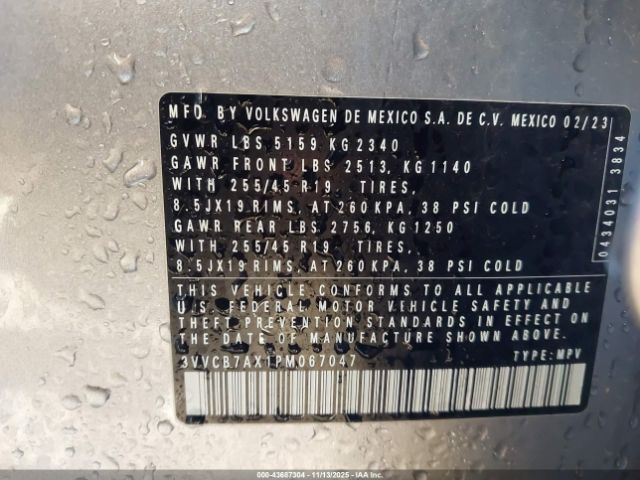 MFD BY VOLKSWAGEN DE MEXICO S.A. DE C.V. MEXICO 02/23
GVWR LBS 5159 KG 2340
GAWR FRONT LBS 2513, KG 1140
WITH 255/45 R19 TIRES,
8.5JX19 RIMS, AT 260 KPA, 38 PSI COLD
GAWR REAR LBS 2756, KG 1250
WITH 255/45 R19 TIRES,
8.5JX19 RIMS, AT 260 KPA, 38 PSI COLD
THIS VEHICLE CONFORMS TO ALL APPLICABLE
U.S. FEDERAL MOTOR VEHICLE SAFETY AND
THEFT PREVENTION STANDARDS IN EFFECT ON
THE DATE OF MANUFACTURE SHOWN ABOVE.
3VVCB7AX1PM067047 TYPE: MPV
0434031 3834
000-43687304 - 11/13/2025 - IAAI.com